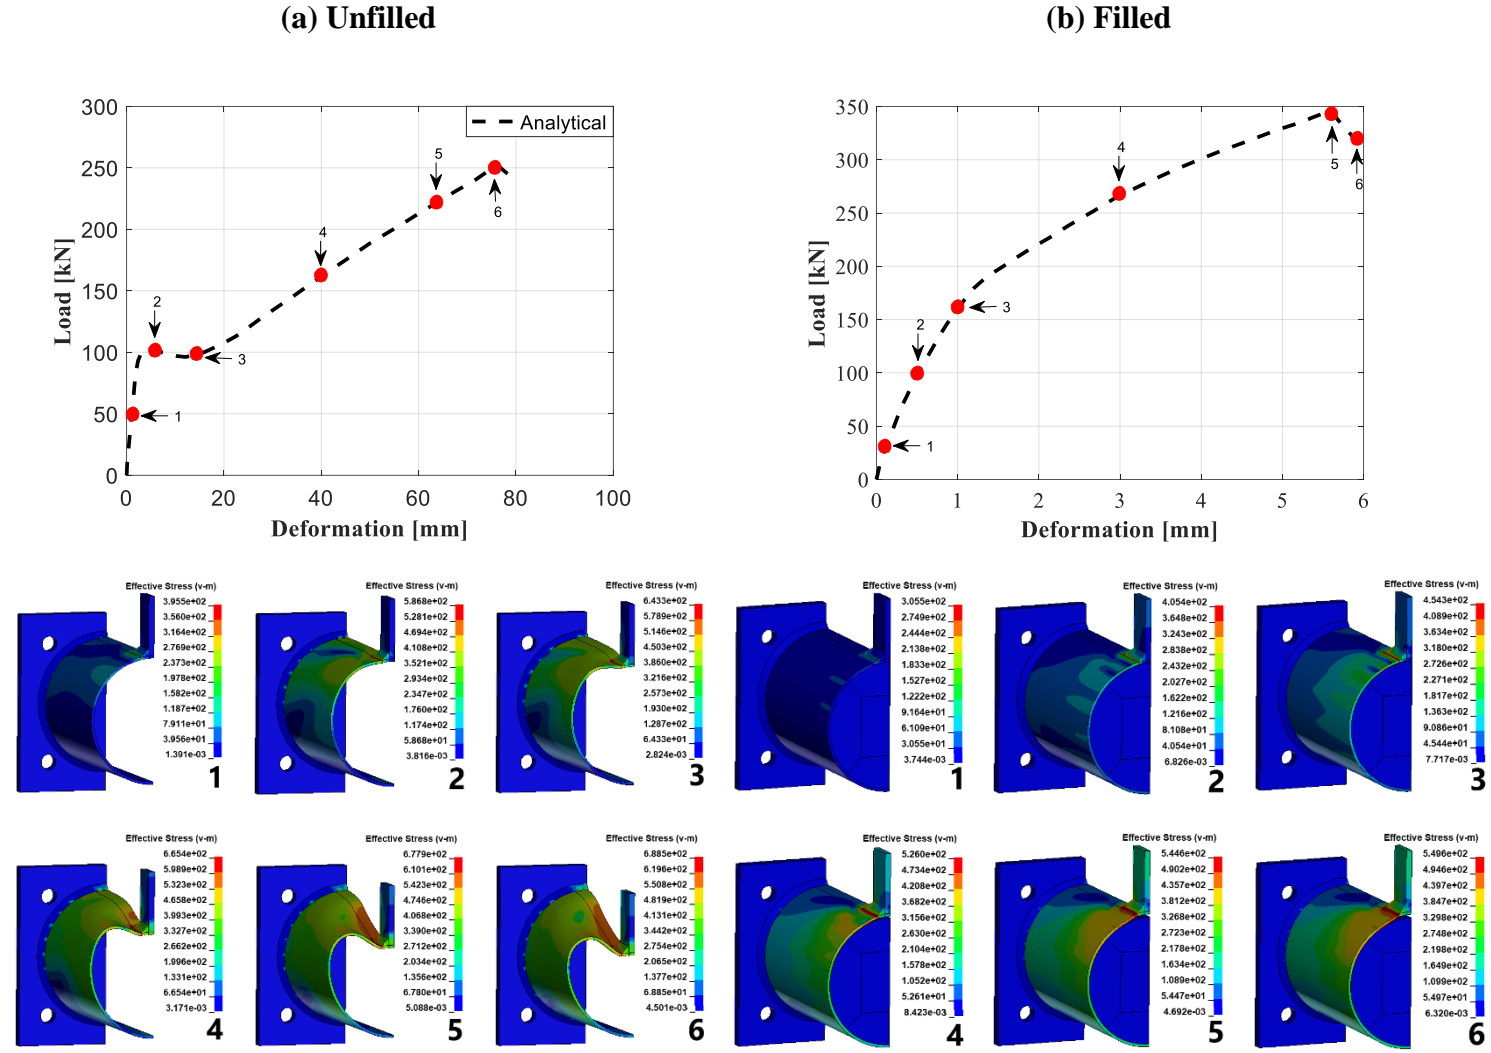 (a) Unfilled
(b) Filled
300
250
200
150
100
50
0
0 20 40 60 80 100
Load [kN]
Deformation [mm]
Analytical
1
2
3
4
5
6
350
300
250
200
150
100
50
0
0 1 2 3 4 5 6
Load [kN]
Deformation [mm]
1
2
3
4
5
6
Effective Stress (v-m)
3.955e+02
3.560e+02
3.164e+02
2.769e+02
2.373e+02
1.978e+02
1.582e+02
1.187e+02
7.911e+01
3.956e+01
1.391e-03
1
Effective Stress (v-m)
5.868e+02
5.281e+02
4.694e+02
4.108e+02
3.521e+02
2.934e+02
2.347e+02
1.760e+02
1.174e+02
5.868e+01
3.816e-03
2
Effective Stress (v-m)
6.433e+02
5.789e+02
5.146e+02
4.503e+02
3.860e+02
3.216e+02
2.573e+02
1.930e+02
1.287e+02
6.433e+01
2.824e-03
3
Effective Stress (v-m)
3.055e+02
2.749e+02
2.444e+02
2.138e+02
1.833e+02
1.527e+02
1.222e+02
9.164e+01
6.109e+01
3.055e+01
3.744e-03
1
Effective Stress (v-m)
4.054e+02
3.648e+02
3.243e+02
2.838e+02
2.432e+02
2.027e+02
1.622e+02
1.216e+02
8.108e+01
4.054e+01
6.826e-03
2
Effective Stress (v-m)
4.543e+02
4.089e+02
3.634e+02
3.180e+02
2.726e+02
2.271e+02
1.817e+02
1.363e+02
9.086e+01
4.544e+01
7.717e-03
3
Effective Stress (v-m)
6.654e+02
5.989e+02
5.323e+02
4.658e+02
3.993e+02
3.327e+02
2.662e+02
1.996e+02
1.331e+02
6.654e+01
3.171e-03
4
Effective Stress (v-m)
6.779e+02
6.101e+02
5.423e+02
4.746e+02
4.068e+02
3.390e+02
2.712e+02
2.034e+02
1.356e+02
6.780e+01
5.088e-03
5
Effective Stress (v-m)
6.885e+02
6.196e+02
5.508e+02
4.819e+02
4.131e+02
3.442e+02
2.754e+02
2.065e+02
1.377e+02
6.885e+01
4.501e-03
6
Effective Stress (v-m)
5.260e+02
4.734e+02
4.208e+02
3.682e+02
3.156e+02
2.630e+02
2.104e+02
1.578e+02
1.052e+02
5.261e+01
8.423e-03
4
Effective Stress (v-m)
5.446e+02
4.902e+02
4.357e+02
3.812e+02
3.268e+02
2.723e+02
2.178e+02
1.634e+02
1.089e+02
5.447e+01
4.692e-03
5
Effective Stress (v-m)
5.496e+02
4.946e+02
4.397e+02
3.847e+02
3.298e+02
2.748e+02
2.198e+02
1.649e+02
1.099e+02
5.497e+01
6.320e-03
6